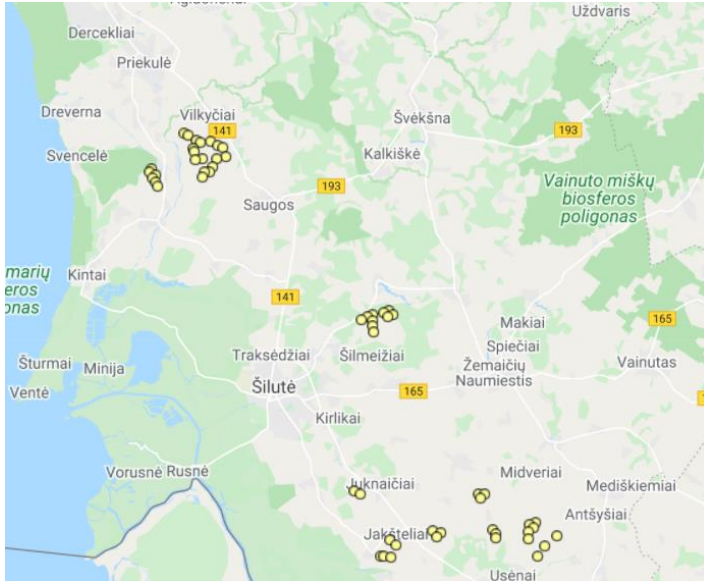 Uždvaris
Dercekliai
Priekulė
Dreverna
Vilkyčiai
141
Švėkšna
193
Svencelė
Kalkiškė
193
Saugos
Vainuto miškų
biosferos
poligonas
Kintai
141
marių
eros
onas
Makiai
165
Traksėdžiai
Šilmeižiai
Spiečiai
Šturmai
Minija
Žemaičių
Naumiestis
Vainutas
Ventė
Šilutė
165
Kirlikai
Vorusnė
Rusnė
Juknaičiai
Midveriai
Mediškiemiai
Antšyšiai
Jakšteliai
Usėnai